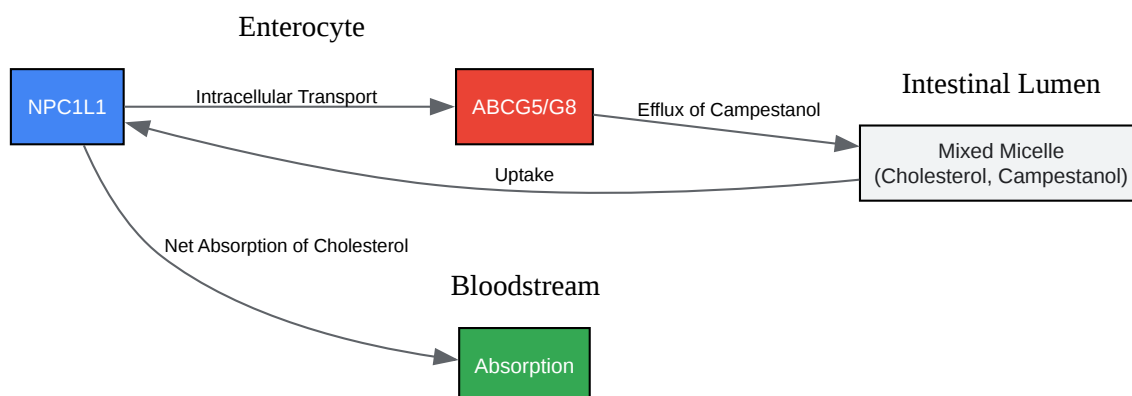 Enterocyte
NPC1L1
Intracellular Transport
ABCG5/G8
Efflux of Campestanol
Intestinal Lumen
Mixed Micelle
(Cholesterol, Campestanol)
Uptake
Net Absorption of Cholesterol
Bloodstream
Absorption